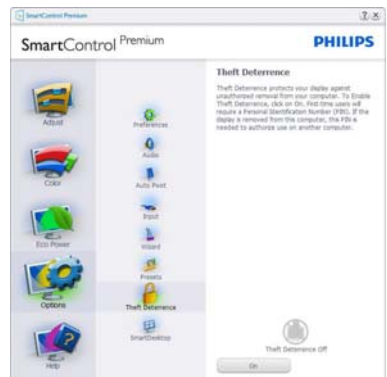 SmartControl Premium
SmartControl Premium
PHILIPS
Adjust
Color
Eco Power
Options
Help
Preferences
Audio
Auto Pivot
Input
Wizard
Presets
Theft Deterrence
SmartDesktop
Theft Deterrence
Theft Deterrence protects your display against
unauthorized removal from your computer. To Enable
Theft Deterrence, click on On. First time users will
require a Personal Identification Number (PIN). If the
display is removed from this computer, the PIN is
needed to authorize use on another computer.
Theft Deterrence Off
On